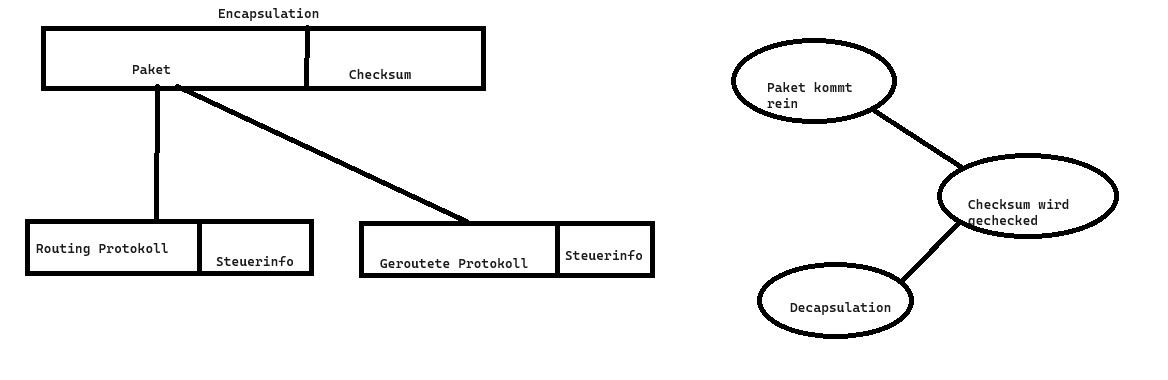 Encapsulation
Paket
Checksum
Routing Protokoll
Steuerinfo
Geroutete Protokoll
Steuerinfo
Paket kommt
rein
Checksum wird
gechecked
Decapsulation